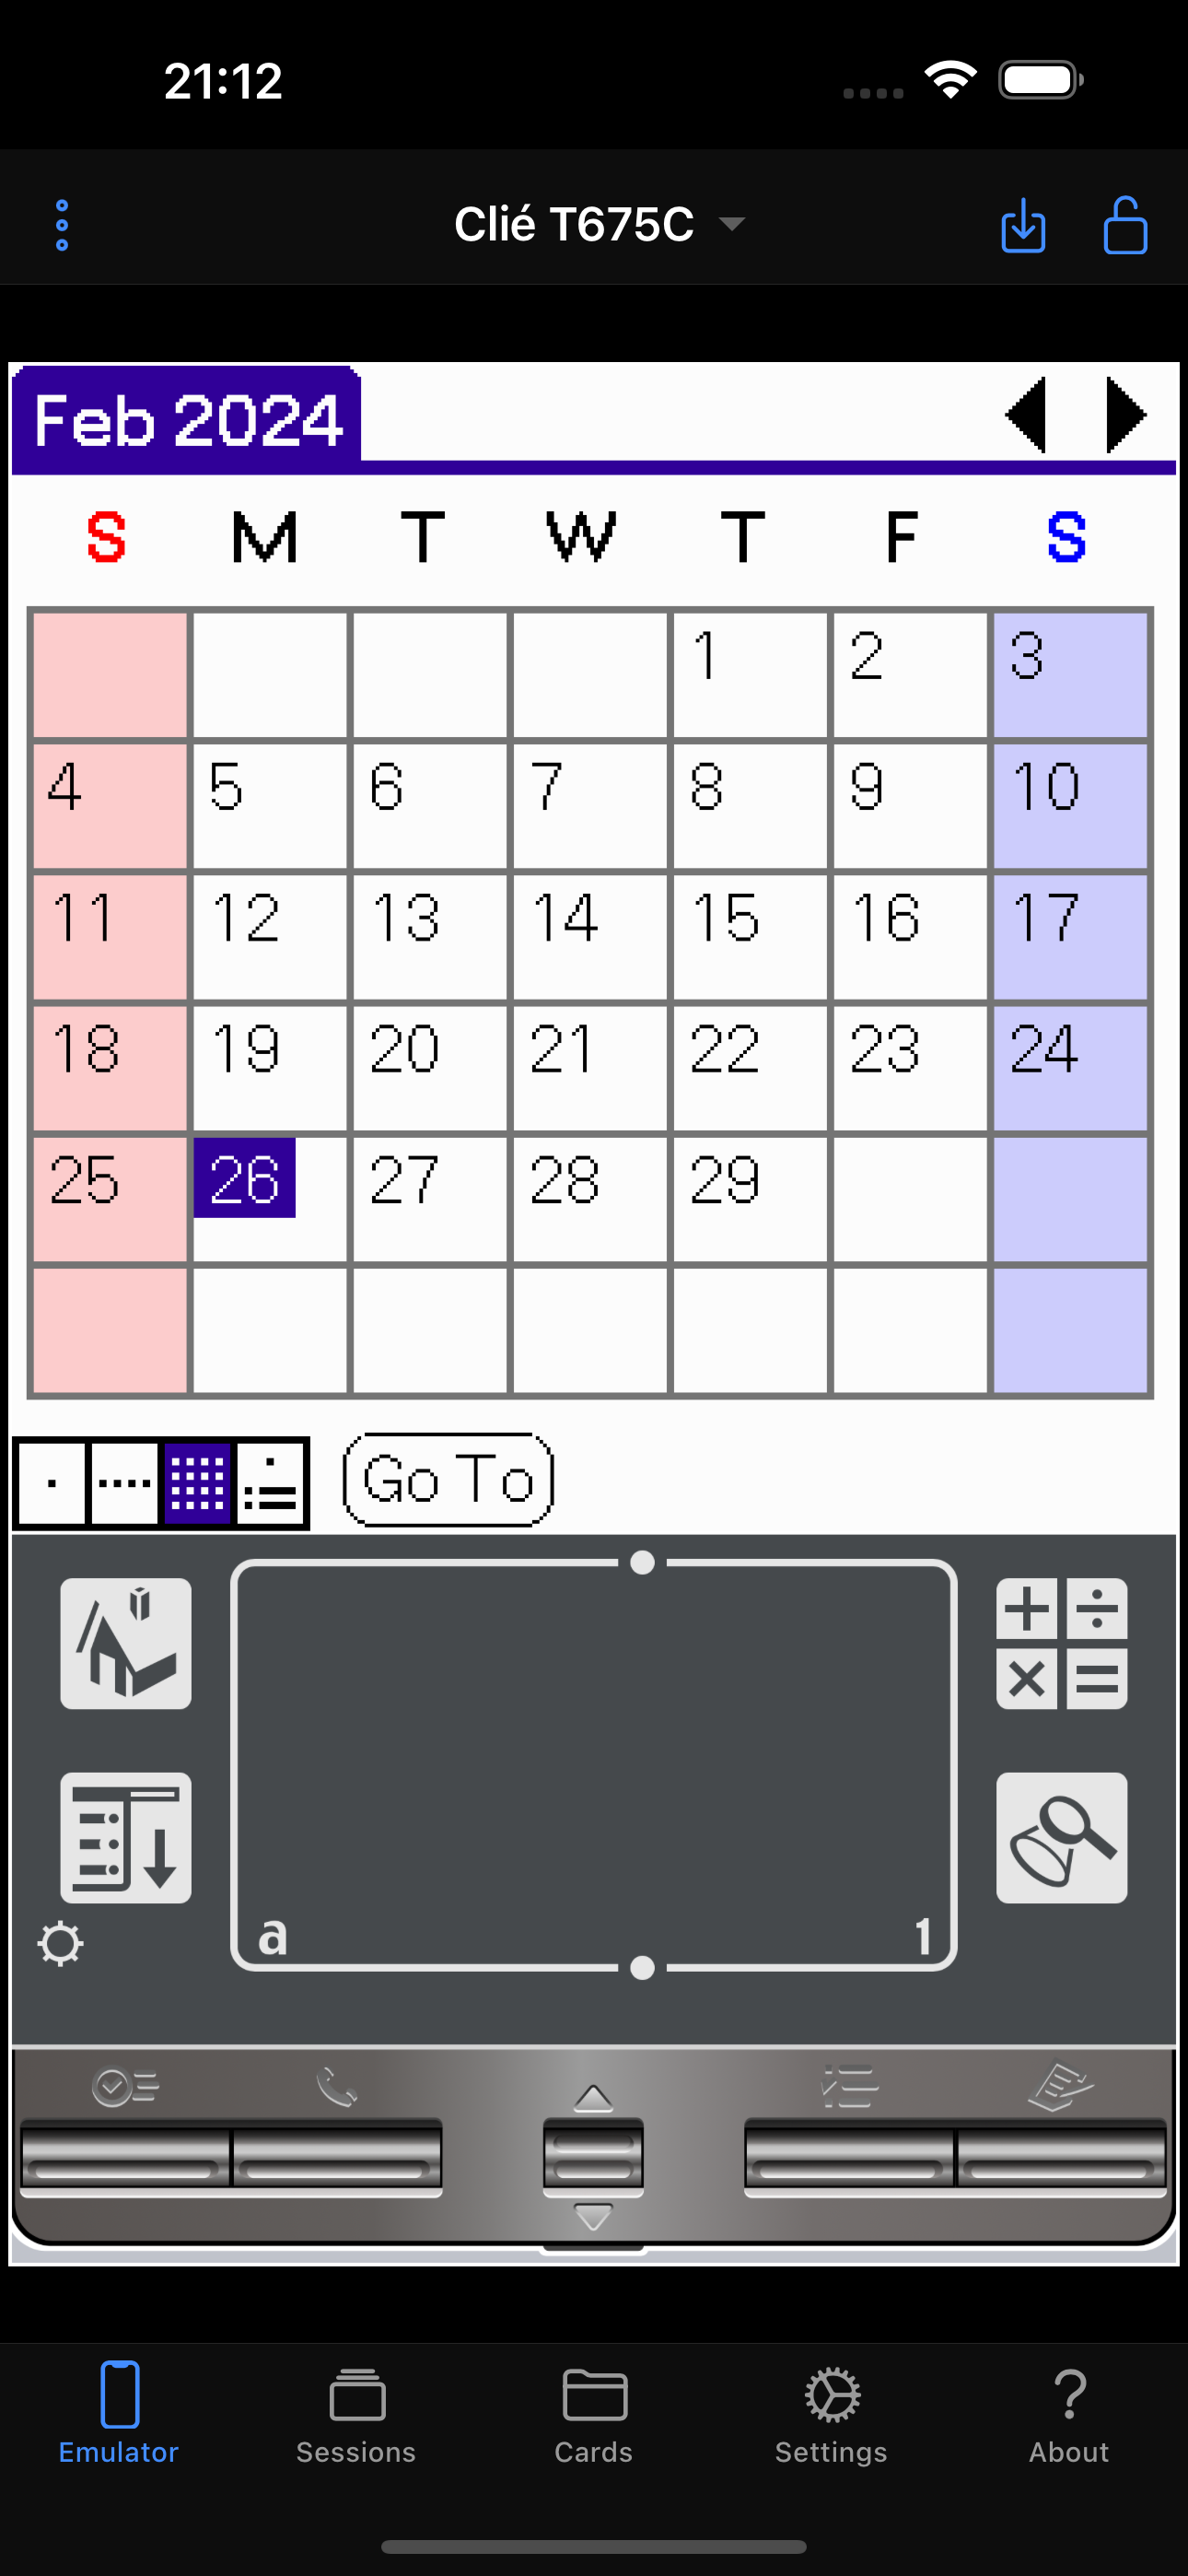 21:12
Clié T675C
Feb 2024
S M T W T F S
1 2 3
4 5 6 7 8 9 10
11 12 13 14 15 16 17
18 19 20 21 22 23 24
25 26 27 28 29
Go To
+ ÷
× =
a 1
Emulator Sessions Cards Settings About